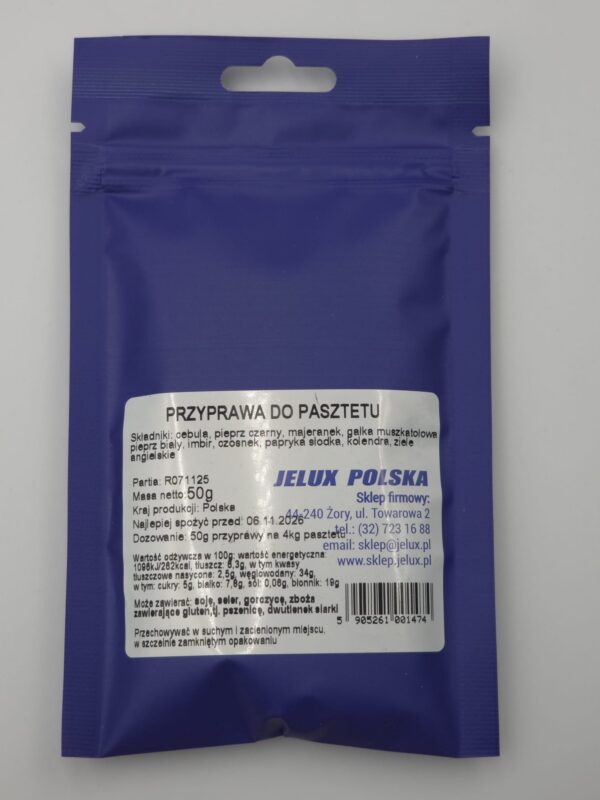 PRZYPRAWA DO PASZTETU
Składniki: cebula, pieprz czarny, majeranek, gałka muszkatołowa
pieprz biały, imbir, czosnek, papryka słodka, kolendra, ziele
angielskie
Partia: R071125
Masa netto: 50g
Kraj produkcji: Polska
Najlepiej spożyć przed: 06.11.2026
Dozowanie: 50g przyprawy na 4kg pasztetu
JELUX POLSKA
Sklep firmowy:
44-240 Żory, ul. Towarowa 2
tel.: (32) 723 16 88
email: sklep@jelux.pl
www.sklep.jelux.pl
Wartość odżywcza w 100g: wartość energetyczna:
1096kJ/262kcal, tłuszcz: 6,3g, w tym kwasy
tłuszczowe nasycone: 2,5g, węglowodany: 34g,
w tym: cukry: 5g, białko: 7,8g, sól: 0,06g, błonnik: 19g
Może zawierać: soję, seler, gorczycę, zboża
zawierające gluten,tj. pszenicę, dwutlenek siarki
Przechowywać w suchym i zacienionym miejscu,
w szczelnie zamkniętym opakowaniu
5 905261 001474